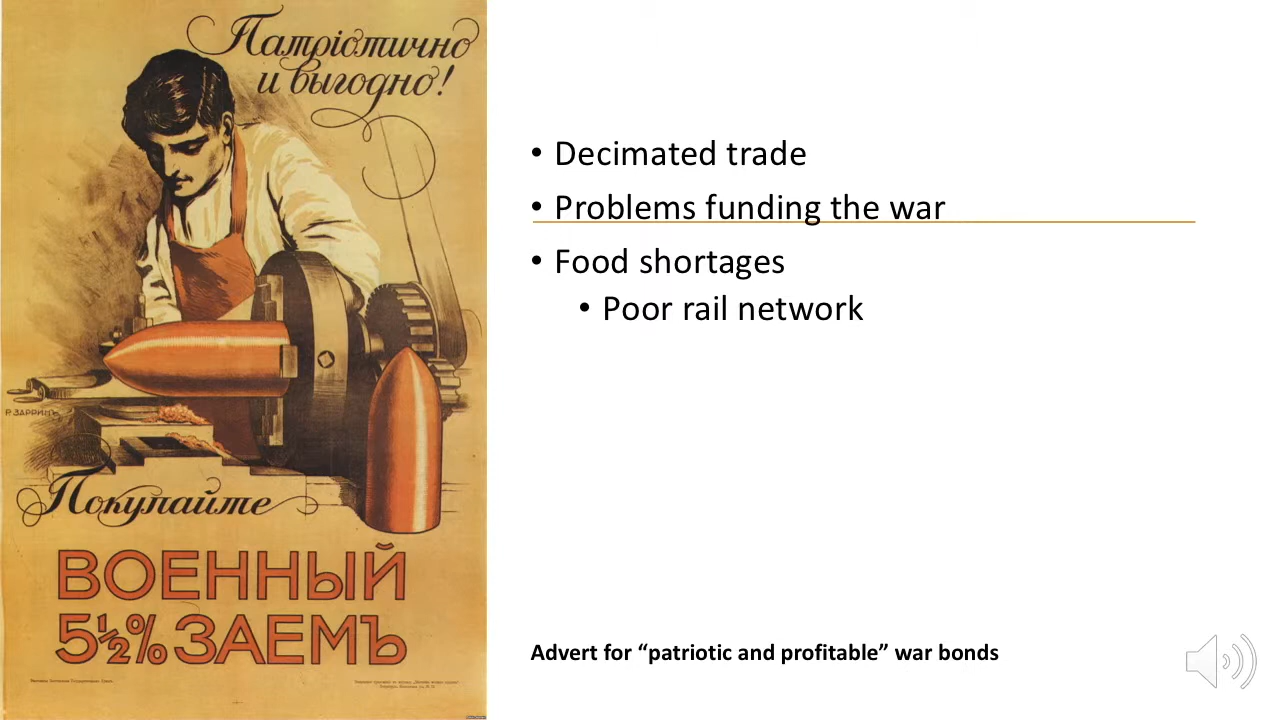 Патрiотично
и выгодно!
Р. ЗАРРИНЪ
Покупайте
ВОЕННЫЙ
5½% ЗАЕМЪ
• Decimated trade
• Problems funding the war
• Food shortages
• Poor rail network
Advert for “patriotic and profitable” war bonds